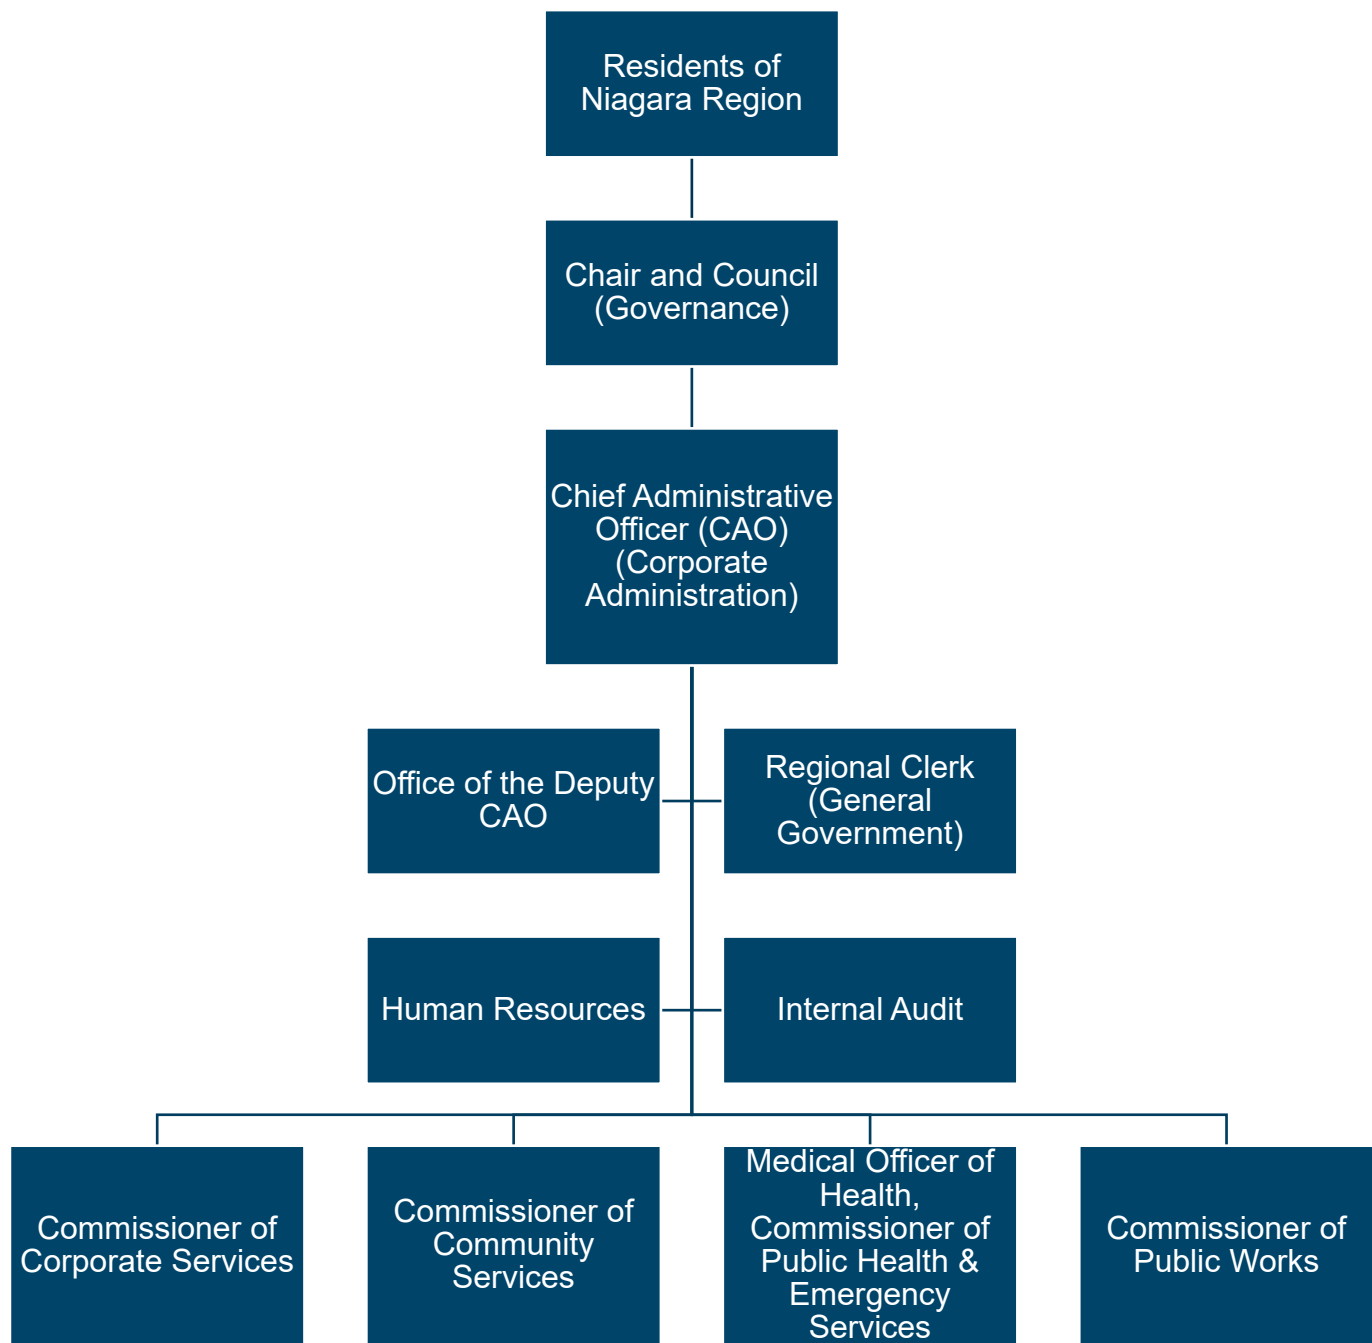 Residents of
Niagara Region
Chair and Council
(Governance)
Chief Administrative
Officer (CAO)
(Corporate
Administration)
Office of the Deputy
CAO
Regional Clerk
(General
Government)
Human Resources
Internal Audit
Commissioner of
Corporate Services
Commissioner of
Community
Services
Medical Officer of
Health,
Commissioner of
Public Health &
Emergency
Services
Commissioner of
Public Works